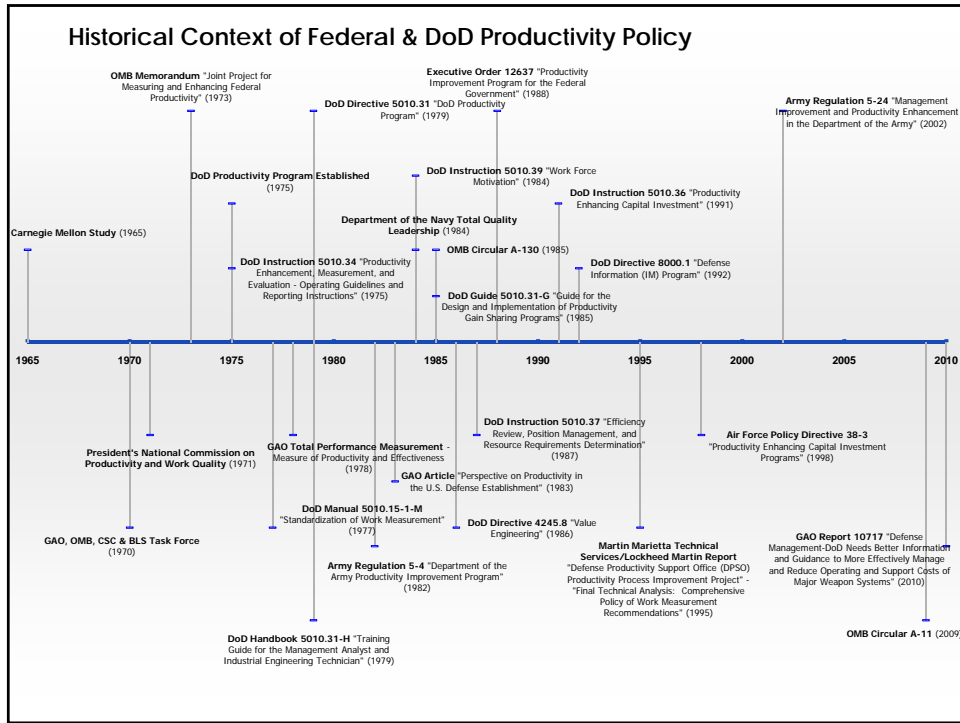 Historical Context of Federal & DoD Productivity Policy
OMB Memorandum "Joint Project for
Measuring and Enhancing Federal
Productivity" (1973)
DoD Directive 5010.31 "DoD Productivity
Program" (1979)
Executive Order 12637 "Productivity
Improvement Program for the Federal
Government" (1988)
Army Regulation 5-24 "Management
Improvement and Productivity Enhancement
in the Department of the Army" (2002)
DoD Productivity Program Established
(1975)
DoD Instruction 5010.39 "Work Force
Motivation" (1984)
DoD Instruction 5010.36 "Productivity
Enhancing Capital Investment" (1991)
Carnegie Mellon Study (1965)
Department of the Navy Total Quality
Leadership (1984)
OMB Circular A-130 (1985)
DoD Instruction 5010.34 "Productivity
Enhancement, Measurement, and
Evaluation - Operating Guidelines and
Reporting Instructions" (1975)
DoD Directive 8000.1 "Defense
Information (IM) Program" (1992)
DoD Guide 5010.31-G "Guide for the
Design and Implementation of Productivity
Gain Sharing Programs" (1985)
1965 1970 1975 1980 1985 1990 1995 2000 2005 2010
President's National Commission on
Productivity and Work Quality (1971)
GAO Total Performance Measurement -
Measure of Productivity and Effectiveness
(1978)
DoD Instruction 5010.37 "Efficiency
Review, Position Management, and
Resource Requirements Determination"
(1987)
Air Force Policy Directive 38-3
"Productivity Enhancing Capital Investment
Programs" (1998)
GAO Article "Perspective on Productivity in
the U.S. Defense Establishment" (1983)
DoD Manual 5010.15-1-M
"Standardization of Work Measurement"
(1977)
DoD Directive 4245.8 "Value
Engineering" (1986)
GAO, OMB, CSC & BLS Task Force
(1970)
Army Regulation 5-4 "Department of the
Army Productivity Improvement Program"
(1982)
Martin Marietta Technical
Services/Lockheed Martin Report
"Defense Productivity Support Office (DPSO)
Productivity Process Improvement Project" -
"Final Technical Analysis: Comprehensive
Policy of Work Measurement
Recommendations" (1995)
GAO Report 10717 "Defense
Management-DoD Needs Better Information
and Guidance to More Effectively Manage
and Reduce Operating and Support Costs of
Major Weapon Systems" (2010)
DoD Handbook 5010.31-H "Training
Guide for the Management Analyst and
Industrial Engineering Technician" (1979)
OMB Circular A-11 (2009)